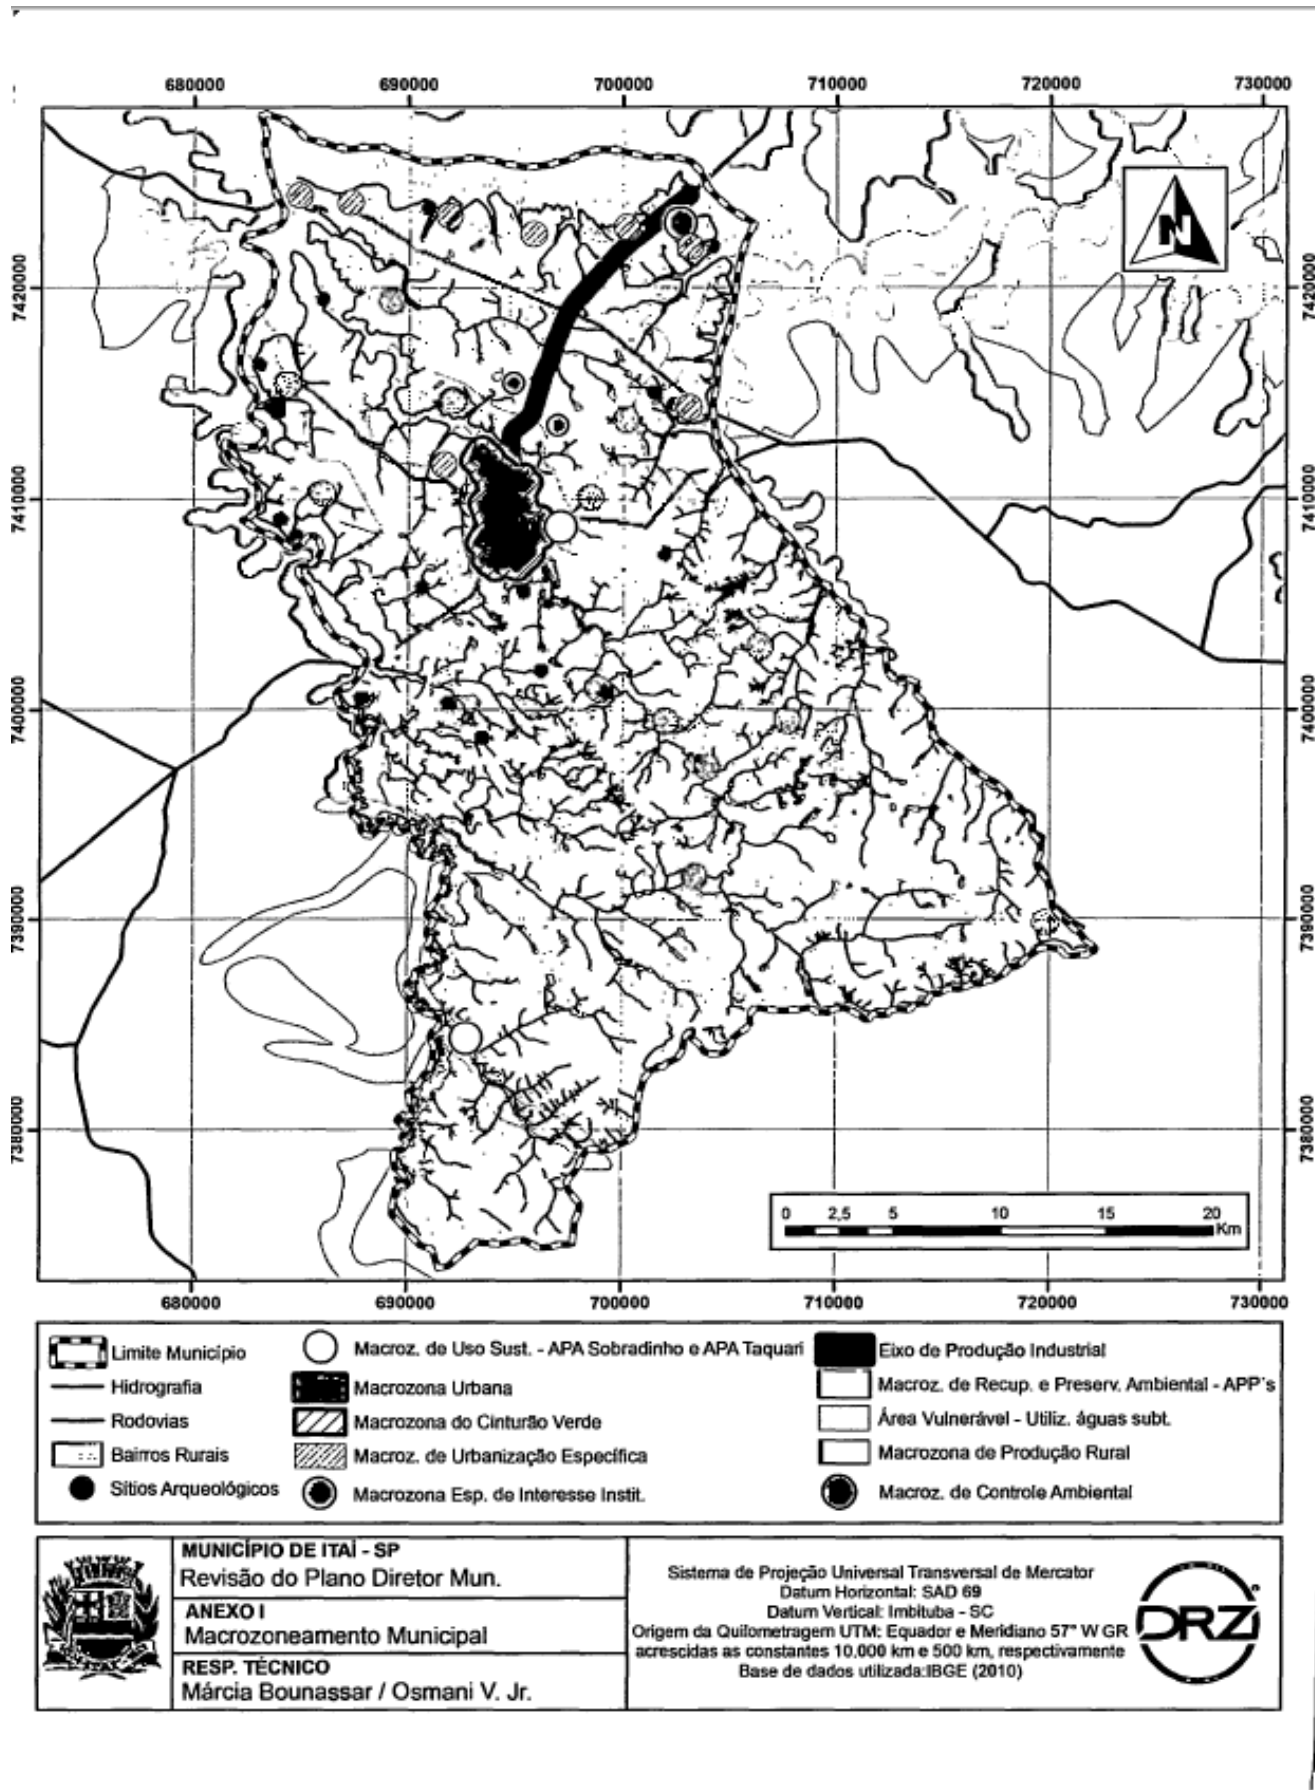 680000 690000 700000 710000 720000 730000
7420000 7420000
7410000 7410000
7400000 7400000
7390000 7390000
7380000 7380000
N
0 2,5 5 10 15 20
Km
680000 690000 700000 710000 720000 730000
Limite Município
Hidrografia
Rodovias
Bairros Rurais
Sítios Arqueológicos
Macroz. de Uso Sust. - APA Sobradinho e APA Taquari
Macrozona Urbana
Macrozona do Cinturão Verde
Macroz. de Urbanização Específica
Macrozona Esp. de Interesse Instit.
Eixo de Produção Industrial
Macroz. de Recup. e Preserv. Ambiental - APP's
Área Vulnerável - Utiliz. águas subt.
Macrozona de Produção Rural
Macroz. de Controle Ambiental
ITAÍ
MUNICÍPIO DE ITAÍ - SP
Revisão do Plano Diretor Mun.
ANEXO I
Macrozoneamento Municipal
RESP. TÉCNICO
Márcia Bounassar / Osmani V. Jr.
Sistema de Projeção Universal Transversal de Mercator
Datum Horizontal: SAD 69
Datum Vertical: Imbituba - SC
Origem da Quilometragem UTM: Equador e Meridiano 57° W GR
acrescidas as constantes 10,000 km e 500 km, respectivamente
Base de dados utilizada:IBGE (2010)
DRZ